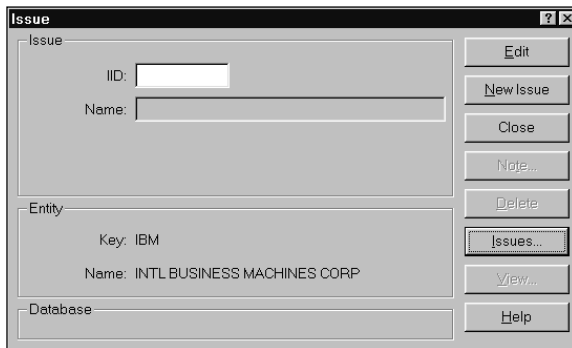 Issue
Issue
IID:
Name:
Entity
Key: IBM
Name: INTL BUSINESS MACHINES CORP
Database
Edit
New Issue
Close
Note...
Delete
Issues...
View...
Help